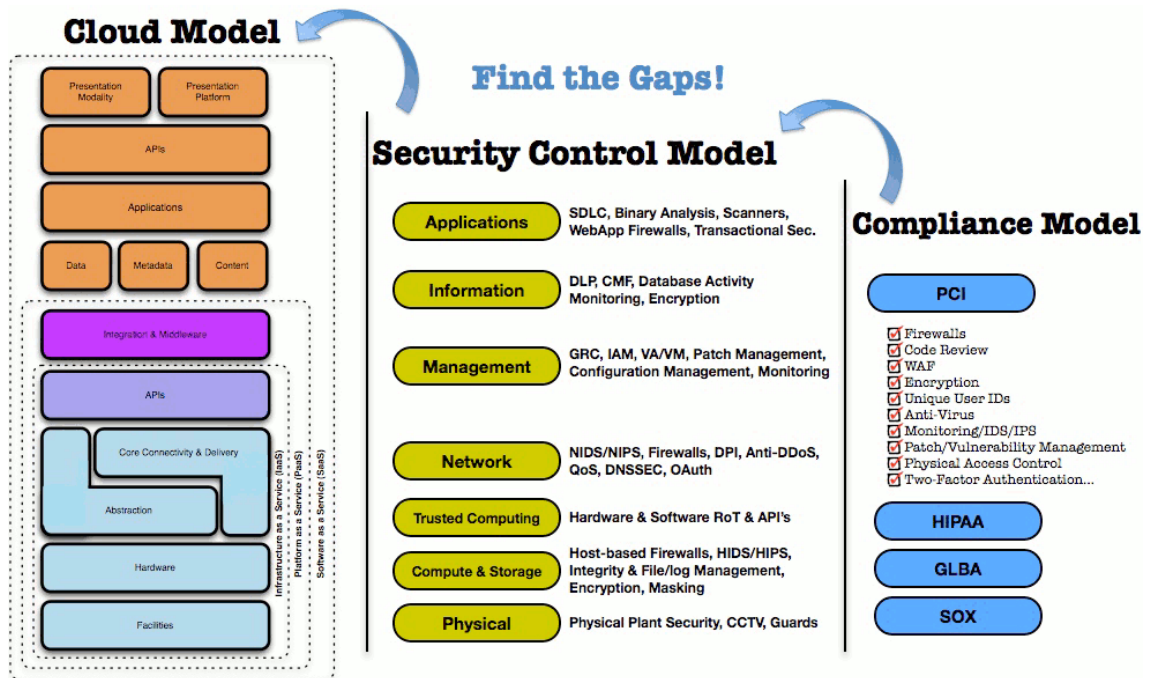 Cloud Model
Find the Gaps!
Presentation
Modality
Presentation
Platform
APIs
Applications
Data
Metadata
Content
Integration & Middleware
APIs
Core Connectivity & Delivery
Abstraction
Hardware
Facilities
Infrastructure as a Service (IaaS)
Platform as a Service (PaaS)
Software as a Service (SaaS)
Security Control Model
Applications
SDLC, Binary Analysis, Scanners,
WebApp Firewalls, Transactional Sec.
Information
DLP, CMF, Database Activity
Monitoring, Encryption
Management
GRC, IAM, VA/VM, Patch Management,
Configuration Management, Monitoring
Network
NIDS/NIPS, Firewalls, DPI, Anti-DDoS,
QoS, DNSSEC, OAuth
Trusted Computing
Hardware & Software RoT & API's
Compute & Storage
Host-based Firewalls, HIDS/HIPS,
Integrity & File/log Management,
Encryption, Masking
Physical
Physical Plant Security, CCTV, Guards
Compliance Model
PCI
Firewalls
Code Review
WAF
Encryption
Unique User IDs
Anti-Virus
Monitoring/IDS/IPS
Patch/Vulnerability Management
Physical Access Control
Two-Factor Authentication...
HIPAA
GLBA
SOX